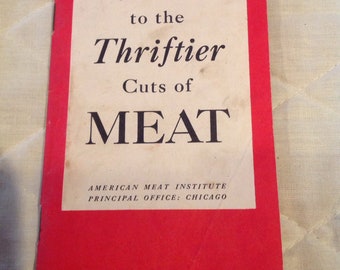 to the
Thriftier
Cuts of
MEAT
AMERICAN MEAT INSTITUTE
PRINCIPAL OFFICE: CHICAGO